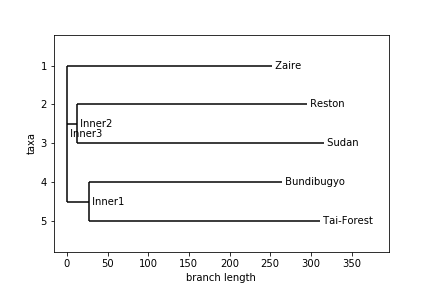 1 Zaire
2 Reston
Inner2
Inner3
3 Sudan
taxa
4 Bundibugyo
Inner1
5 Tai-Forest
0 50 100 150 200 250 300 350
branch length